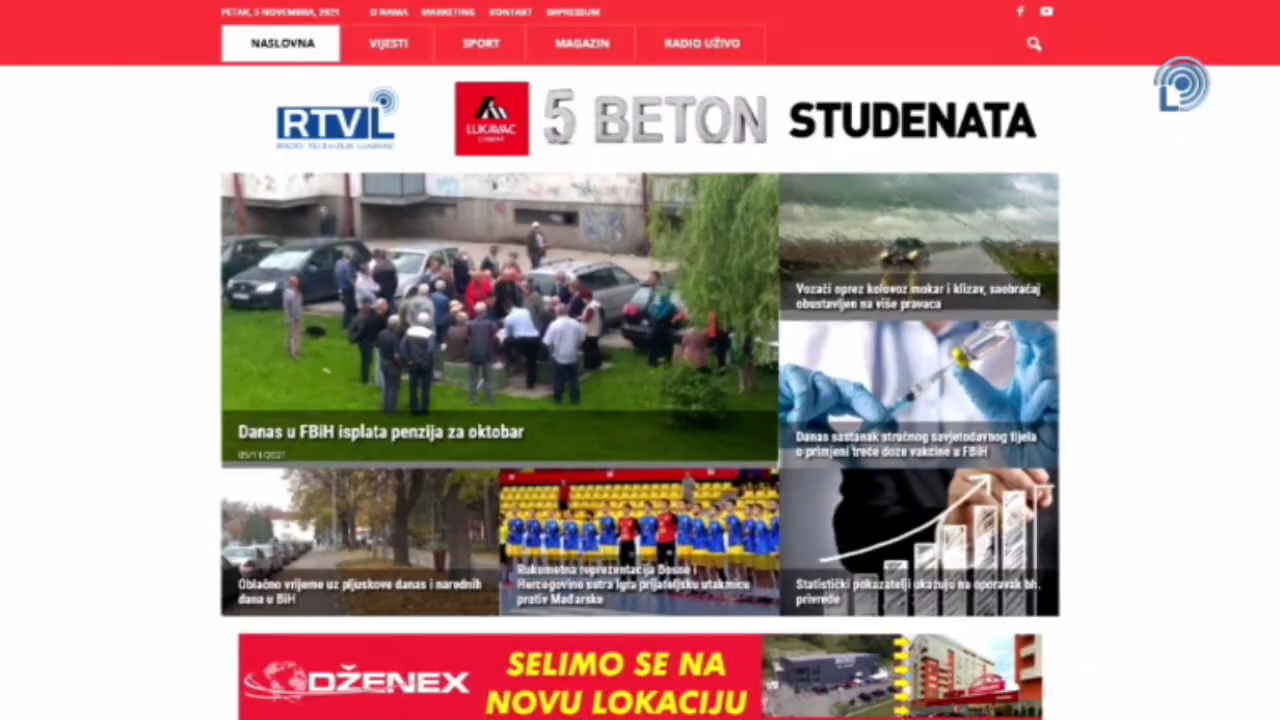 PETAK, 5 NOVEMBRA, 2021
O NAMA
MARKETING
KONTAKT
IMPRESSUM
NASLOVNA
VIJESTI
SPORT
MAGAZIN
RADIO UŽIVO
RTVL
RADIO TELEVIZIJA LUKAVAC
LUKAVAC
CEMENT
5 BETON STUDENATA
L
Danas u FBiH isplata penzija za oktobar
05/11/2021
Vozači oprez kolovoz mokar i klizav, saobraćaj
obustavljen na više pravaca
Danas sastanak stručnog savjetodavnog tijela
o primjeni treće doze vakcine u FBiH
Oblačno vrijeme uz pljuskove danas i narednih
dana u BiH
Rukometna reprezentacija Bosne i
Hercegovine sutra igra prijateljsku utakmicu
protiv Mađarske
Statistički pokazatelji ukazuju na oporavak bh.
privrede
DŽENEX
SELIMO SE NA
NOVU LOKACIJU